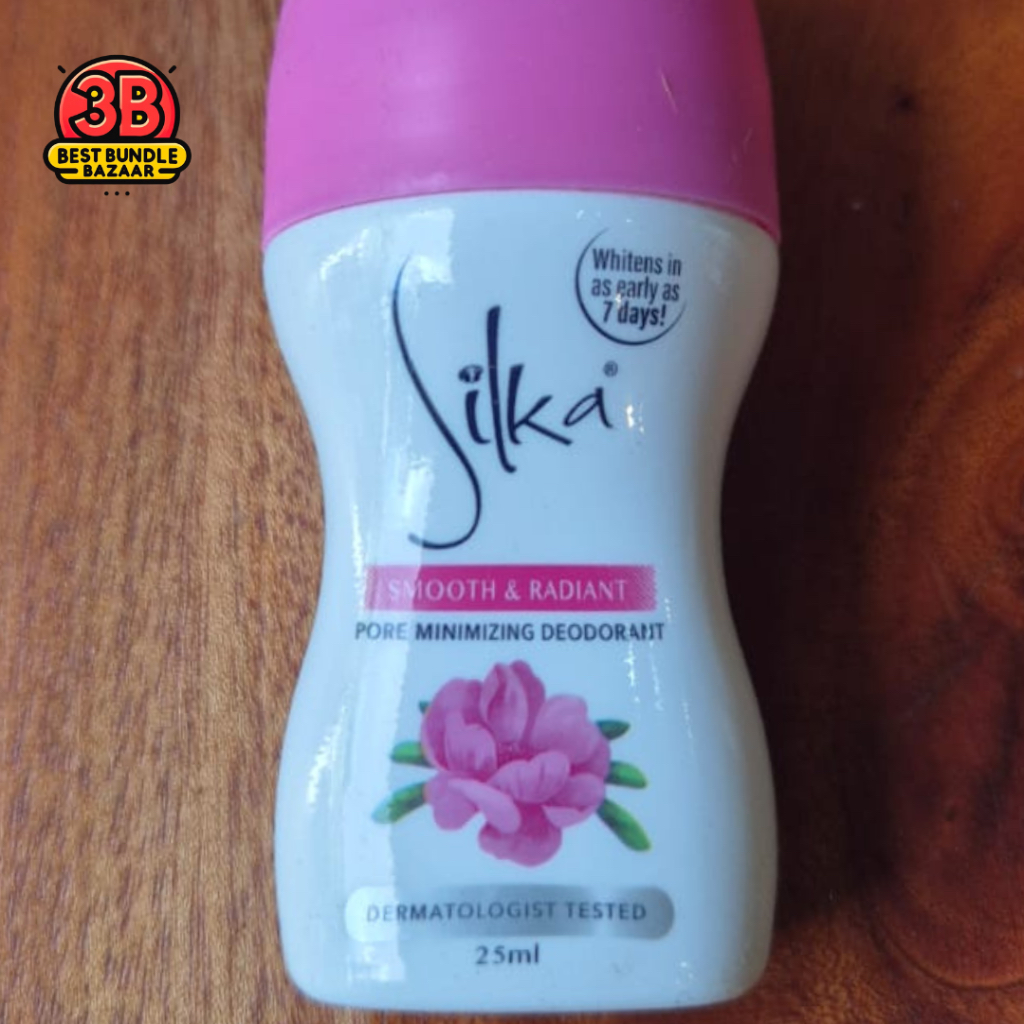 3B
BEST BUNDLE
BAZAAR
Whitens in
as early as
7 days!
Silka®
SMOOTH & RADIANT
PORE MINIMIZING DEODORANT
DERMATOLOGIST TESTED
25ml